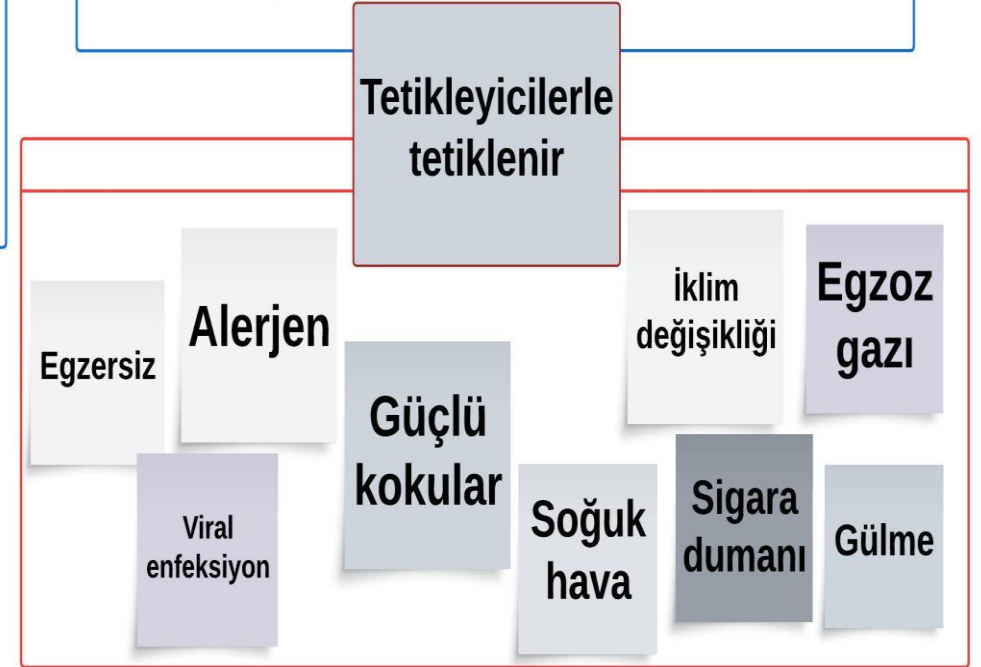 Tetikleyicilerle
tetiklenir
Egzersiz
Alerjen
Güçlü
kokular
İklim
değişikliği
Egzoz
gazı
Viral
enfeksiyon
Soğuk
hava
Sigara
dumanı
Gülme